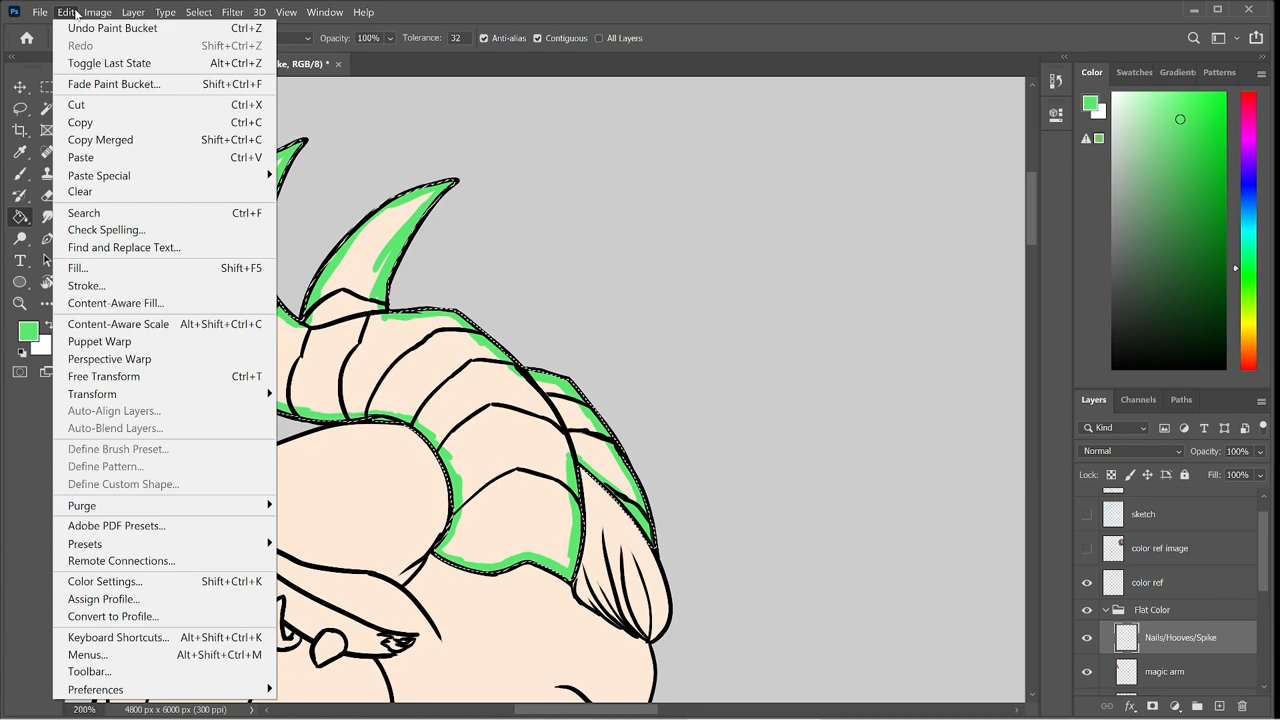 Ps File Edit Image Layer Type Select Filter 3D View Window Help
Opacity: 100% Tolerance: 32 Anti-alias Contiguous All Layers
ke, RGB/8) * ×
Undo Paint Bucket Ctrl+Z
Redo Shift+Ctrl+Z
Toggle Last State Alt+Ctrl+Z
Fade Paint Bucket... Shift+Ctrl+F
Cut Ctrl+X
Copy Ctrl+C
Copy Merged Shift+Ctrl+C
Paste Ctrl+V
Paste Special
Clear
Search Ctrl+F
Check Spelling...
Find and Replace Text...
Fill... Shift+F5
Stroke...
Content-Aware Fill...
Content-Aware Scale Alt+Shift+Ctrl+C
Puppet Warp
Perspective Warp
Free Transform Ctrl+T
Transform
Auto-Align Layers...
Auto-Blend Layers...
Define Brush Preset...
Define Pattern...
Define Custom Shape...
Purge
Adobe PDF Presets...
Presets
Remote Connections...
Color Settings... Shift+Ctrl+K
Assign Profile...
Convert to Profile...
Keyboard Shortcuts... Alt+Shift+Ctrl+K
Menus... Alt+Shift+Ctrl+M
Toolbar...
Preferences
Color Swatches Gradient Patterns
Layers Channels Paths
Kind
Normal Opacity: 100%
Lock: Fill: 100%
sketch
color ref image
color ref
Flat Color
Nails/Hooves/Spike
magic arm
200% 4800 px x 6000 px (300 ppi)